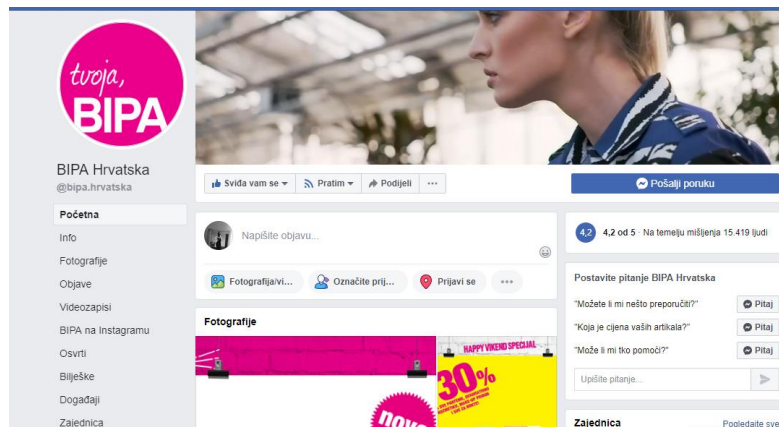 tvoja,
BIPA
BIPA Hrvatska
@bipa.hrvatska
Početna
Info
Fotografije
Objave
Videozapisi
BIPA na Instagramu
Osvrti
Bilješke
Događaji
Zajednica
Sviđa vam se
Pratim
Podijeli
Pošalji poruku
Napišite objavu...
Fotografija/vi...
Označite prij...
Prijavi se
Fotografije
HAPPY VIKEND SPECIJAL
30%
novo
4,2
4,2 od 5 · Na temelju mišljenja 15.419 ljudi
Postavite pitanje BIPA Hrvatska
"Možete li mi nešto preporučiti?"
Pitaj
"Koja je cijena vaših artikala?"
Pitaj
"Može li mi tko pomoći?"
Pitaj
Upišite pitanje...
Zajednica
Pogledajte sve